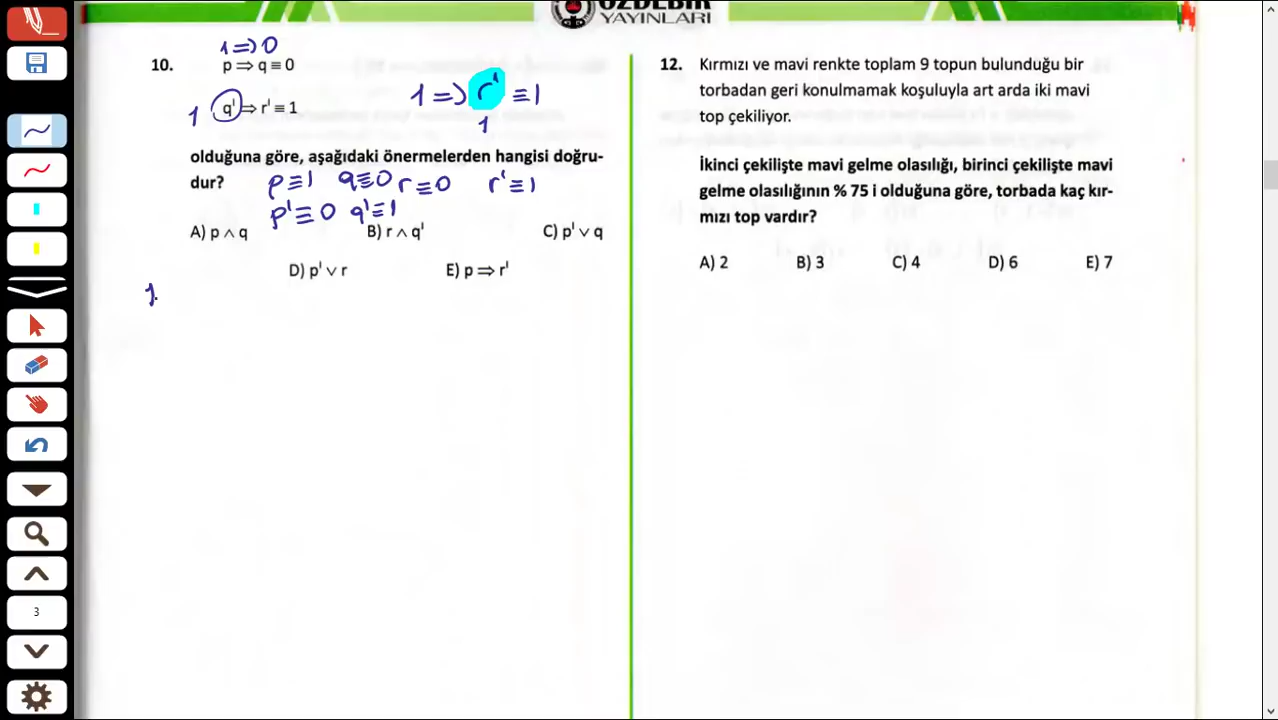 ÖZDEBİR
YAYINLARI
1⇒0
10. p ⇒ q ≡ 0
1 q' ⇒ r' ≡ 1
1 ⇒ r' ≡ 1
1
olduğuna göre, aşağıdaki önermelerden hangisi doğru-
dur? p≡1 q≡0 r≡0 r'≡1
p'≡0 q'≡1
A) p ∧ q B) r ∧ q' C) p' ∨ q
D) p' ∨ r E) p ⇒ r'
12. Kırmızı ve mavi renkte toplam 9 topun bulunduğu bir
torbadan geri konulmamak koşuluyla art arda iki mavi
top çekiliyor.
İkinci çekilişte mavi gelme olasılığı, birinci çekilişte mavi
gelme olasılığının % 75 i olduğuna göre, torbada kaç kır-
mızı top vardır?
A) 2 B) 3 C) 4 D) 6 E) 7
3